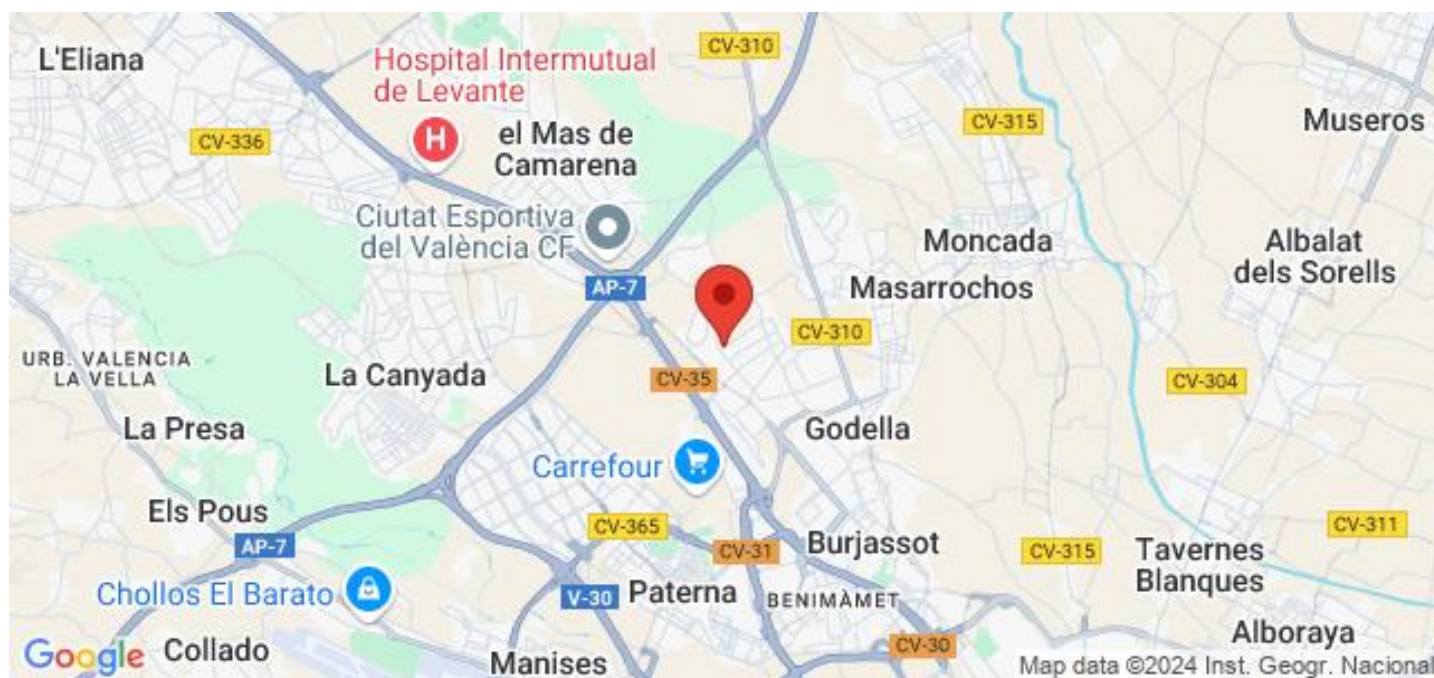 L'Eliana
Hospital Intermutual
de Levante
CV-310
H
CV-336
el Mas de
Camarena
CV-315
Museros
Ciutat Esportiva
del València CF
Moncada
Albalat
dels Sorells
AP-7
Masarrochos
CV-310
URB. VALENCIA
LA VELLA
La Canyada
CV-35
CV-304
La Presa
Godella
Carrefour
Els Pous
CV-365
CV-311
AP-7
CV-31
Burjassot
CV-315
Tavernes
Blanques
Chollos El Barato
V-30
Paterna
BENIMÀMET
Alboraya
Google
Collado
Manises
CV-30
Map data ©2024 Inst. Geogr. Nacional